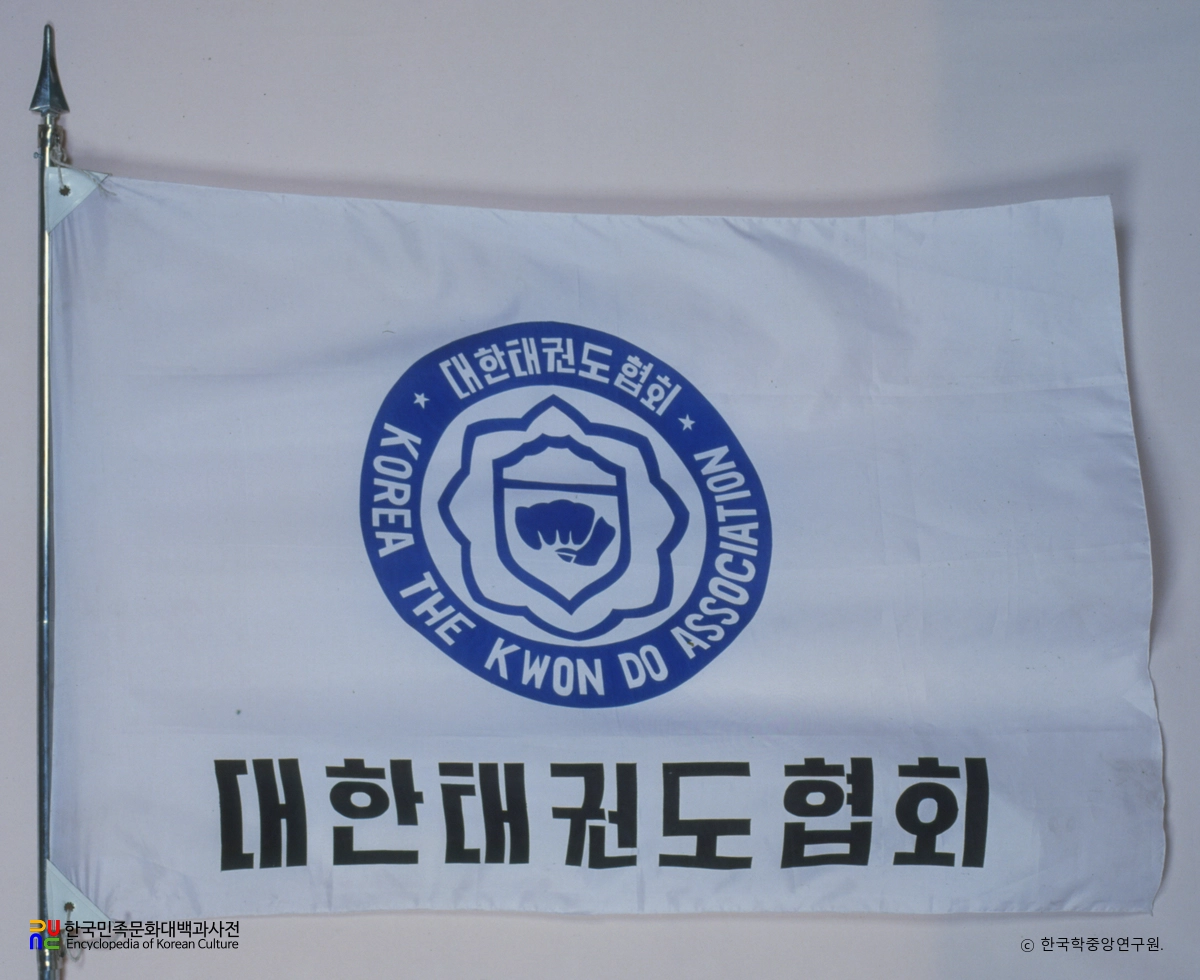 대한태권도협회
KOREA THE KWON DO ASSOCIATION
대한태권도협회
한국민족문화대백과사전
Encyclopedia of Korean Culture
ⓒ 한국학중앙연구원.